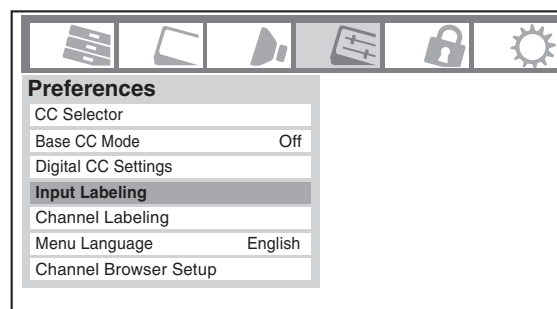 Preferences
CC Selector
Base CC Mode Off
Digital CC Settings
Input Labeling
Channel Labeling
Menu Language English
Channel Browser Setup